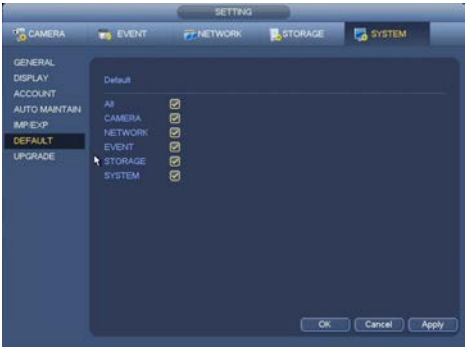 SETTING
CAMERA EVENT NETWORK STORAGE SYSTEM
GENERAL
DISPLAY
ACCOUNT
AUTO MAINTAIN
IMP/EXP
DEFAULT
UPGRADE
Default
All
CAMERA
NETWORK
EVENT
STORAGE
SYSTEM
OK Cancel Apply